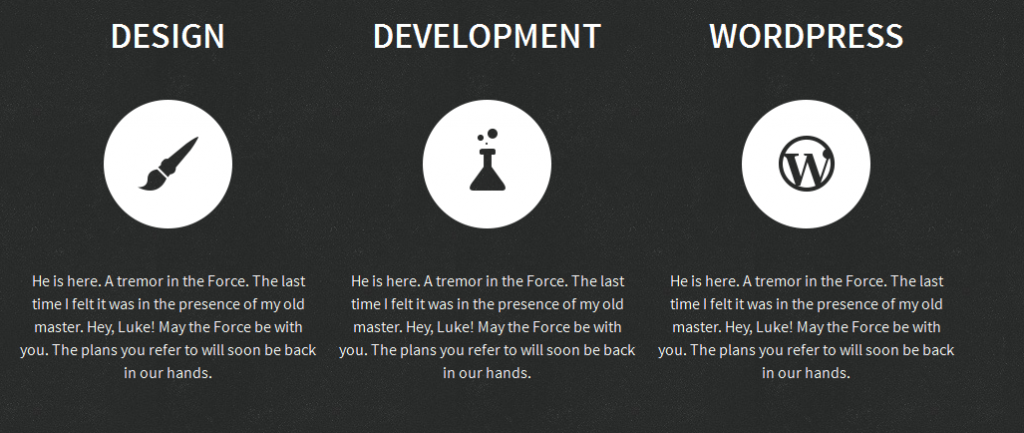 DESIGN
He is here. A tremor in the Force. The last
time I felt it was in the presence of my old
master. Hey, Luke! May the Force be with
you. The plans you refer to will soon be back
in our hands.
DEVELOPMENT
He is here. A tremor in the Force. The last
time I felt it was in the presence of my old
master. Hey, Luke! May the Force be with
you. The plans you refer to will soon be back
in our hands.
WORDPRESS
W
He is here. A tremor in the Force. The last
time I felt it was in the presence of my old
master. Hey, Luke! May the Force be with
you. The plans you refer to will soon be back
in our hands.